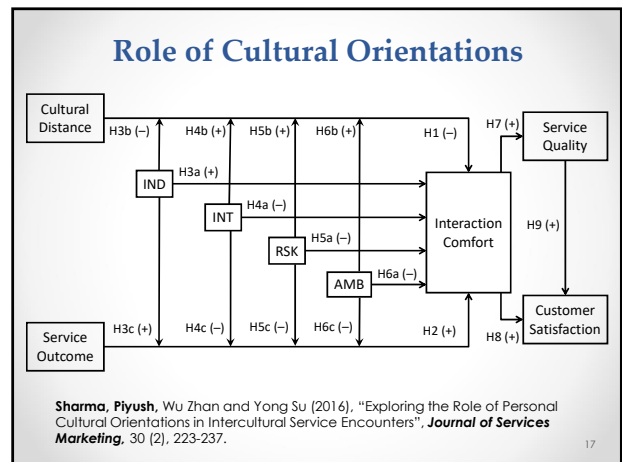 Role of Cultural Orientations
Cultural
Distance
H3b (–)
H4b (+)
H5b (+)
H6b (+)
H1 (–)
H7 (+)
Service
Quality
IND
H3a (+)
INT
H4a (–)
RSK
H5a (–)
AMB
H6a (–)
Interaction
Comfort
H9 (+)
Service
Outcome
H3c (+)
H4c (–)
H5c (–)
H6c (–)
H2 (+)
H8 (+)
Customer
Satisfaction
Sharma, Piyush, Wu Zhan and Yong Su (2016), “Exploring the Role of Personal
Cultural Orientations in Intercultural Service Encounters”, Journal of Services
Marketing, 30 (2), 223-237.
17